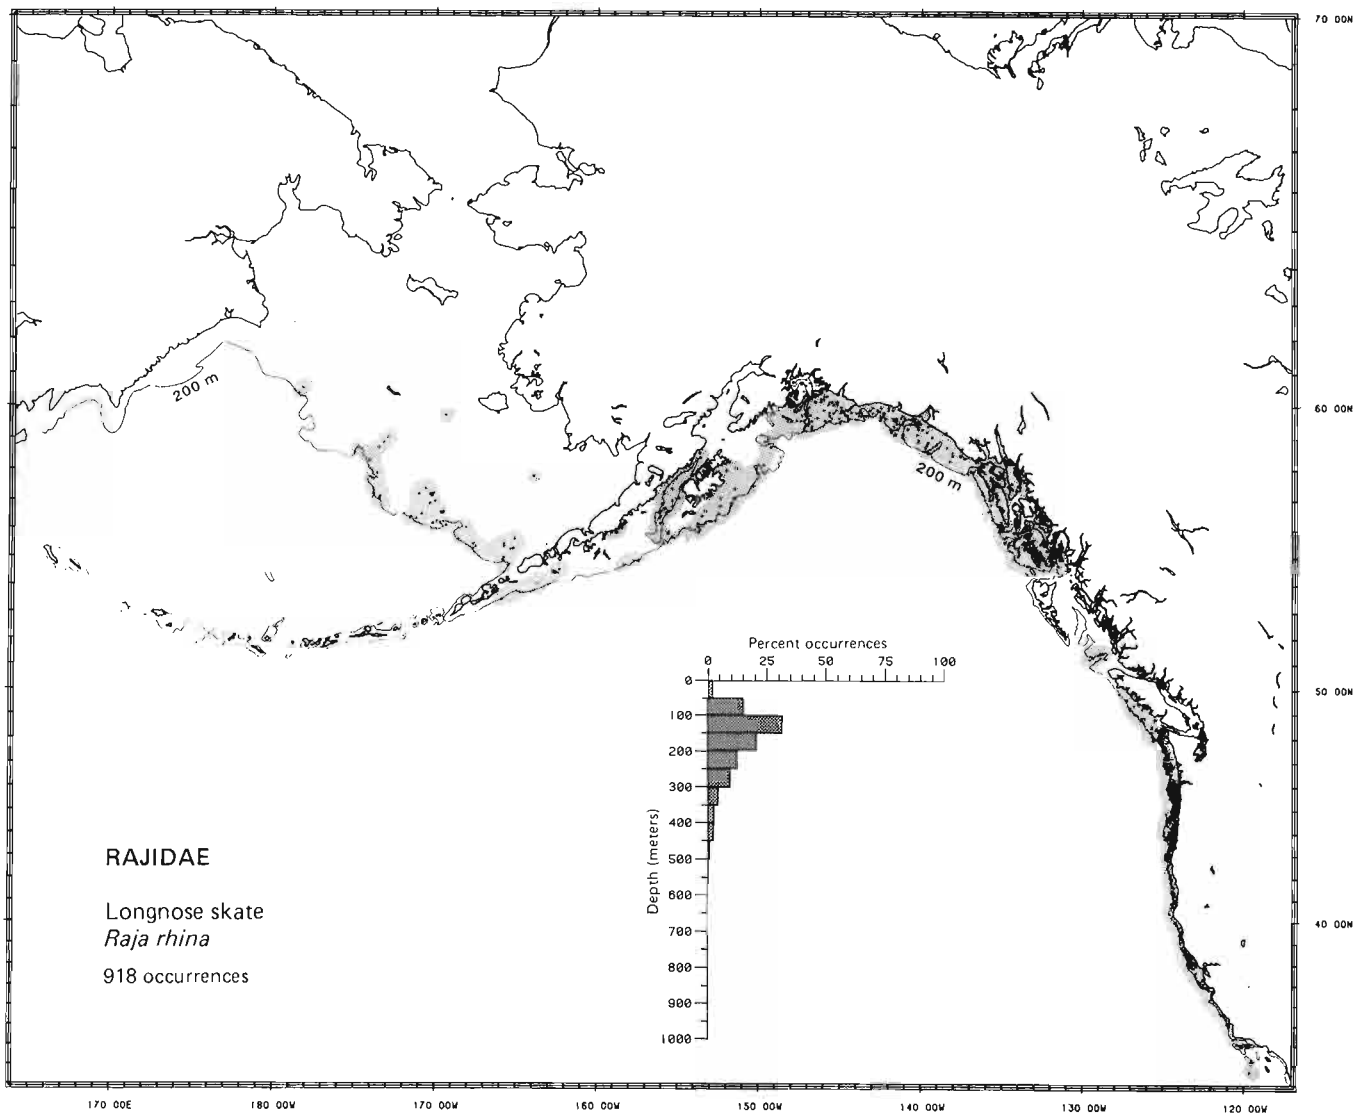 70 00N
200 m
60 00N
200 m
Percent occurrences
0 25 50 75 100
50 00N
Depth (meters)
0
100
200
300
400
500
600
700
800
900
1000
RAJIDAE
Longnose skate
Raja rhina
918 occurrences
40 00N
170 00E 180 00W 170 00W 160 00W 150 00W 140 00W 130 00W 120 00W